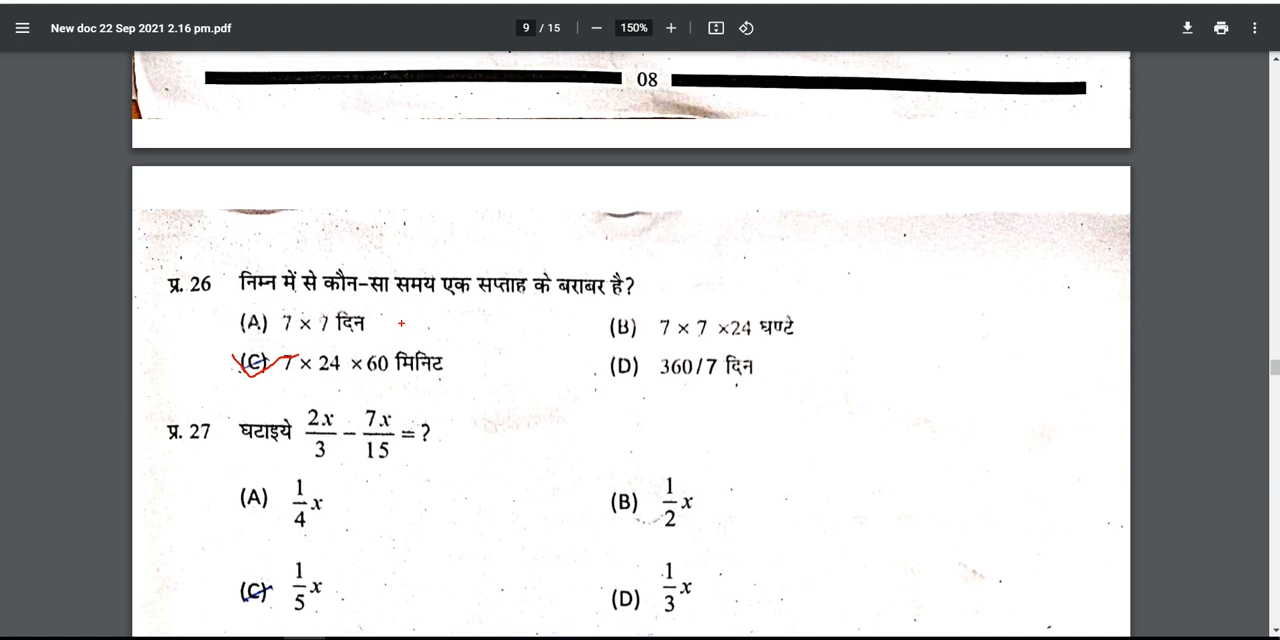 New doc 22 Sep 2021 2.16 pm.pdf
9 / 15
150%
08
प्र. 26 निम्न में से कौन-सा समय एक सप्ताह के बराबर है?
(A) 7 × 7 दिन (B) 7 × 7 ×24 घण्टे
(C) 7 × 24 ×60 मिनिट (D) 360/7 दिन
प्र. 27 घटाइये 2x/3 − 7x/15 = ?
(A) 1/4 x (B) 1/2 x
(C) 1/5 x (D) 1/3 x